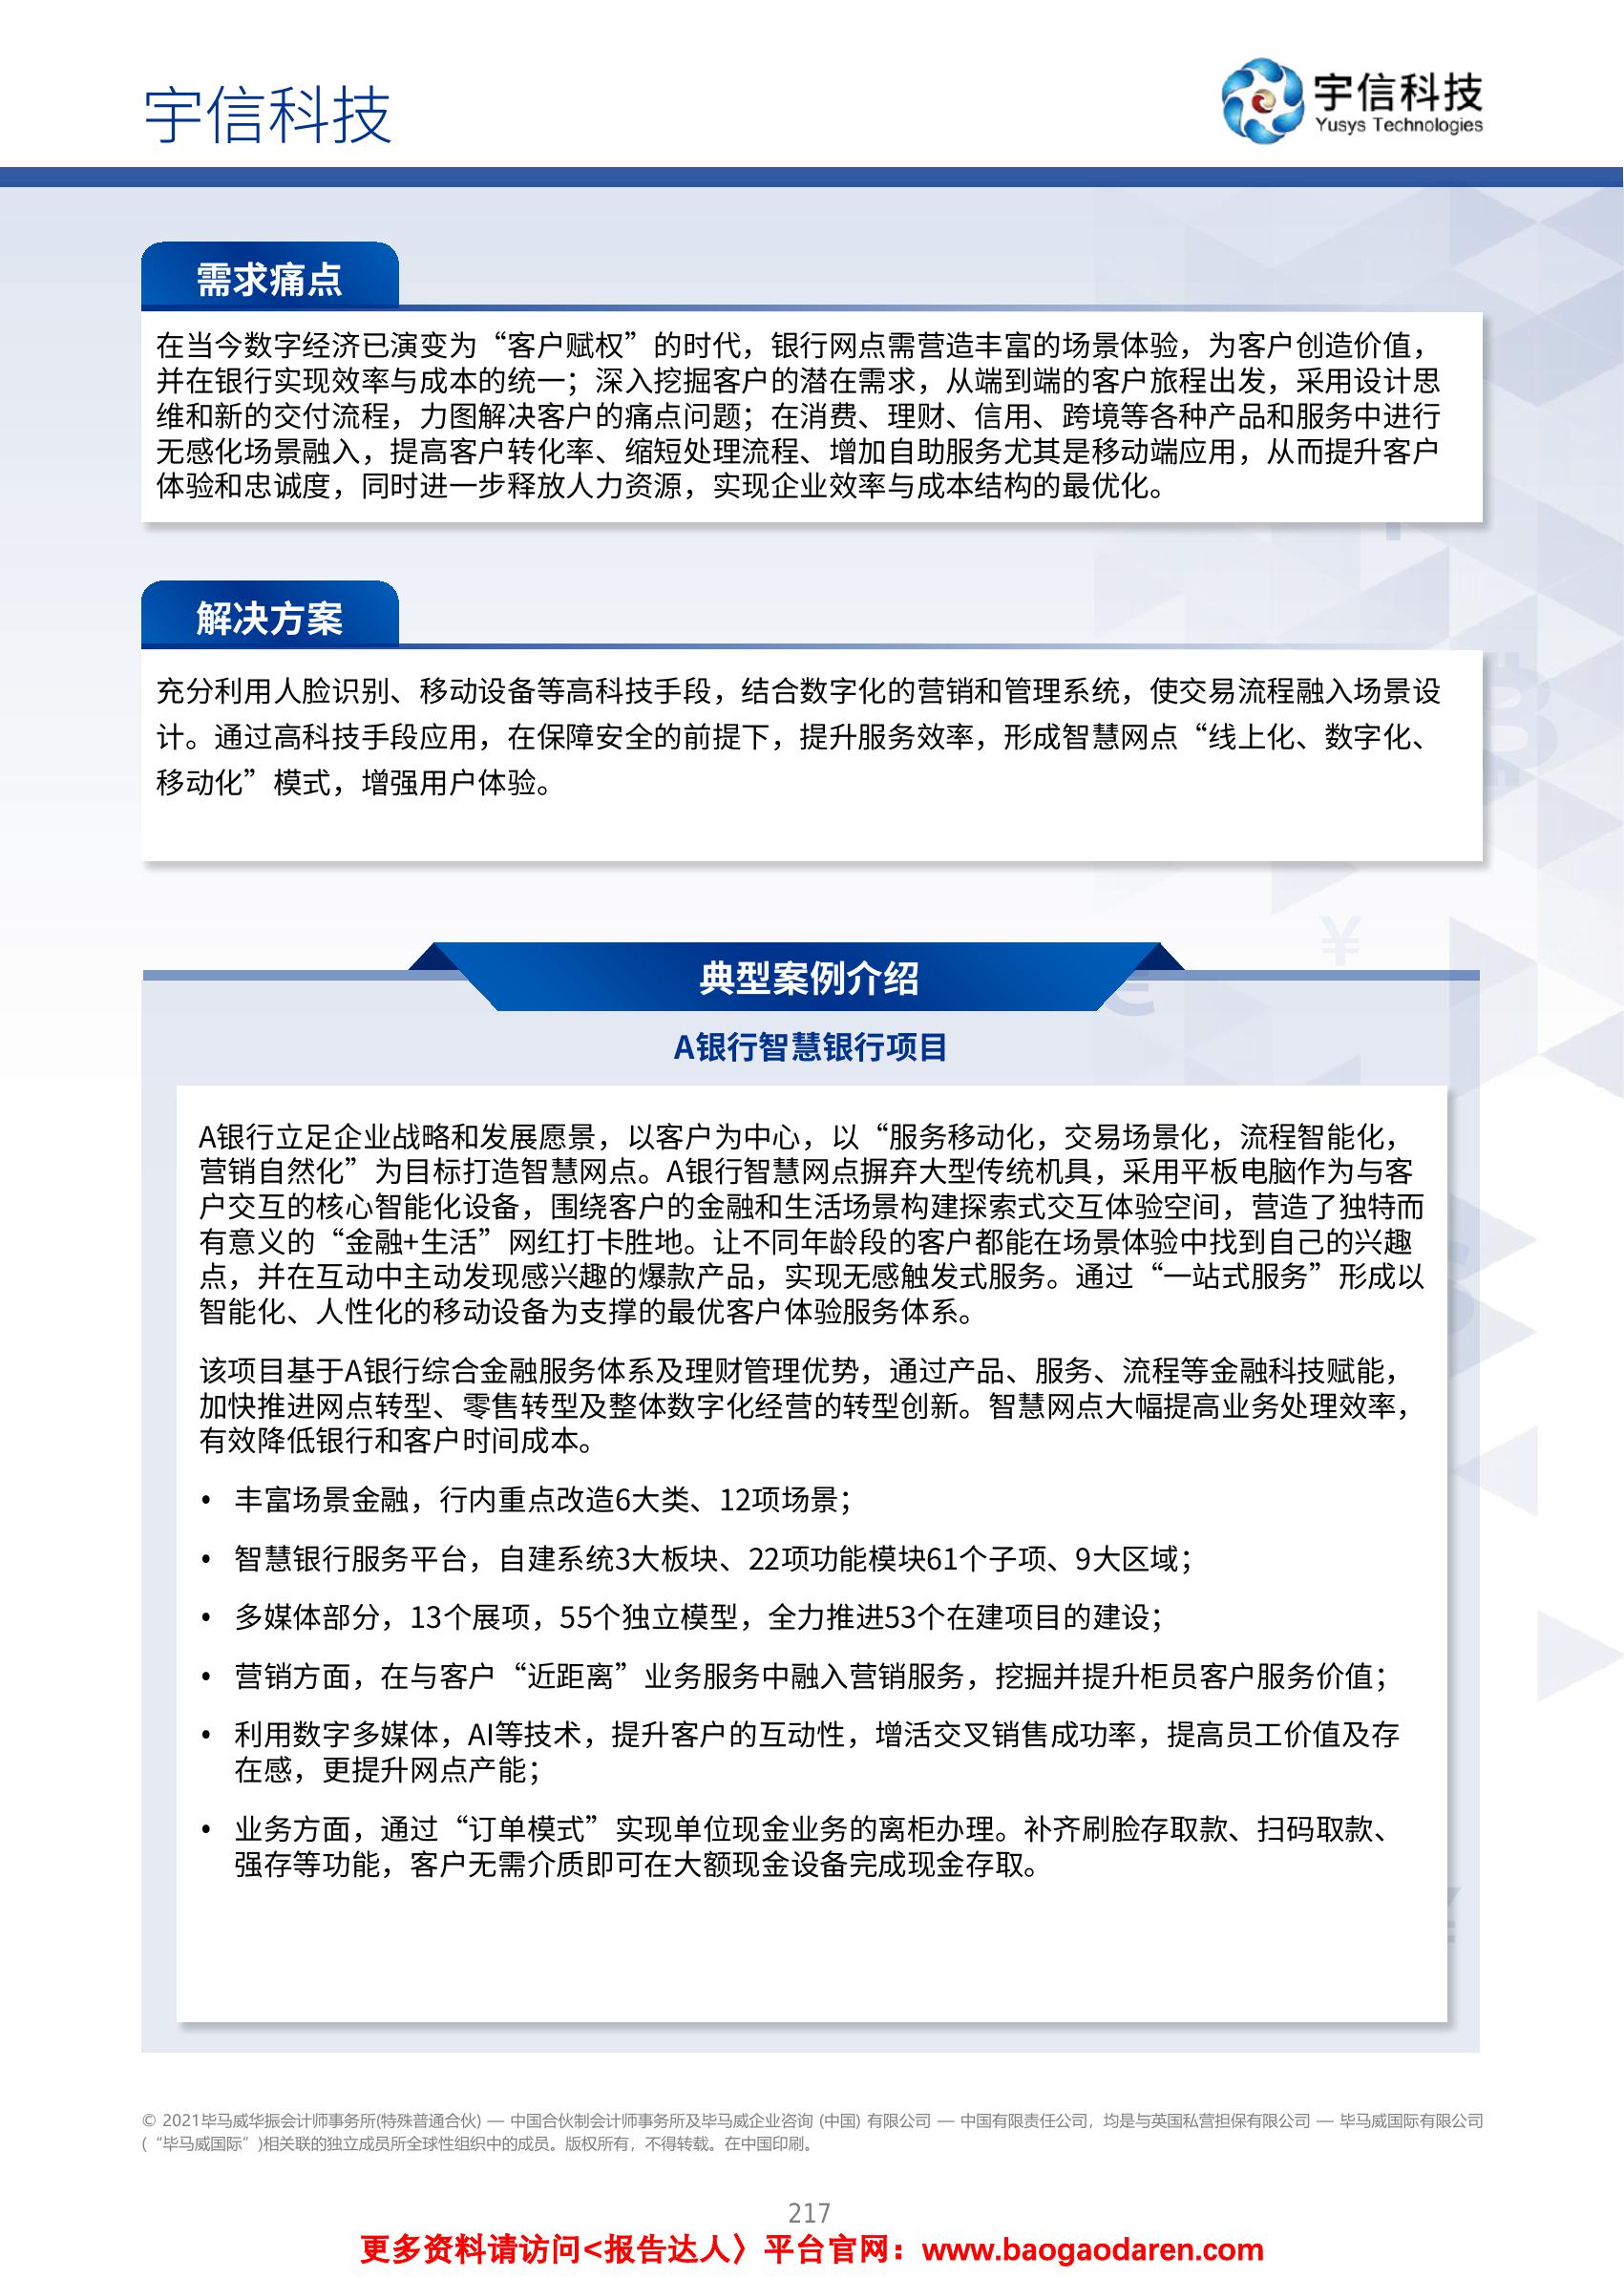 宇信科技
宇信科技
Yusys Technologies
需求痛点
在当今数字经济已演变为“客户赋权”的时代，银行网点需营造丰富的场景体验，为客户创造价值，
并在银行实现效率与成本的统一；深入挖掘客户的潜在需求，从端到端的客户旅程出发，采用设计思
维和新的交付流程，力图解决客户的痛点问题；在消费、理财、信用、跨境等各种产品和服务中进行
无感化场景融入，提高客户转化率、缩短处理流程、增加自助服务尤其是移动端应用，从而提升客户
体验和忠诚度，同时进一步释放人力资源，实现企业效率与成本结构的最优化。
解决方案
充分利用人脸识别、移动设备等高科技手段，结合数字化的营销和管理系统，使交易流程融入场景设
计。通过高科技手段应用，在保障安全的前提下，提升服务效率，形成智慧网点“线上化、数字化、
移动化”模式，增强用户体验。
典型案例介绍
A银行智慧银行项目
A银行立足企业战略和发展愿景，以客户为中心，以“服务移动化，交易场景化，流程智能化，
营销自然化”为目标打造智慧网点。A银行智慧网点摒弃大型传统机具，采用平板电脑作为与客
户交互的核心智能化设备，围绕客户的金融和生活场景构建探索式交互体验空间，营造了独特而
有意义的“金融+生活”网红打卡胜地。让不同年龄段的客户都能在场景体验中找到自己的兴趣
点，并在互动中主动发现感兴趣的爆款产品，实现无感触发式服务。通过“一站式服务”形成以
智能化、人性化的移动设备为支撑的最优客户体验服务体系。
该项目基于A银行综合金融服务体系及理财管理优势，通过产品、服务、流程等金融科技赋能，
加快推进网点转型、零售转型及整体数字化经营的转型创新。智慧网点大幅提高业务处理效率，
有效降低银行和客户时间成本。
• 丰富场景金融，行内重点改造6大类、12项场景；
• 智慧银行服务平台，自建系统3大板块、22项功能模块61个子项、9大区域；
• 多媒体部分，13个展项，55个独立模型，全力推进53个在建项目的建设；
• 营销方面，在与客户“近距离”业务服务中融入营销服务，挖掘并提升柜员客户服务价值；
• 利用数字多媒体，AI等技术，提升客户的互动性，增活交叉销售成功率，提高员工价值及存
在感，更提升网点产能；
• 业务方面，通过“订单模式”实现单位现金业务的离柜办理。补齐刷脸存取款、扫码取款、
强存等功能，客户无需介质即可在大额现金设备完成现金存取。
© 2021毕马威华振会计师事务所(特殊普通合伙) — 中国合伙制会计师事务所及毕马威企业咨询 (中国) 有限公司 — 中国有限责任公司，均是与英国私营担保有限公司 — 毕马威国际有限公司
(“毕马威国际”)相关联的独立成员所全球性组织中的成员。版权所有，不得转载。在中国印刷。
217
更多资料请访问<报告达人〉平台官网：www.baogaodaren.com